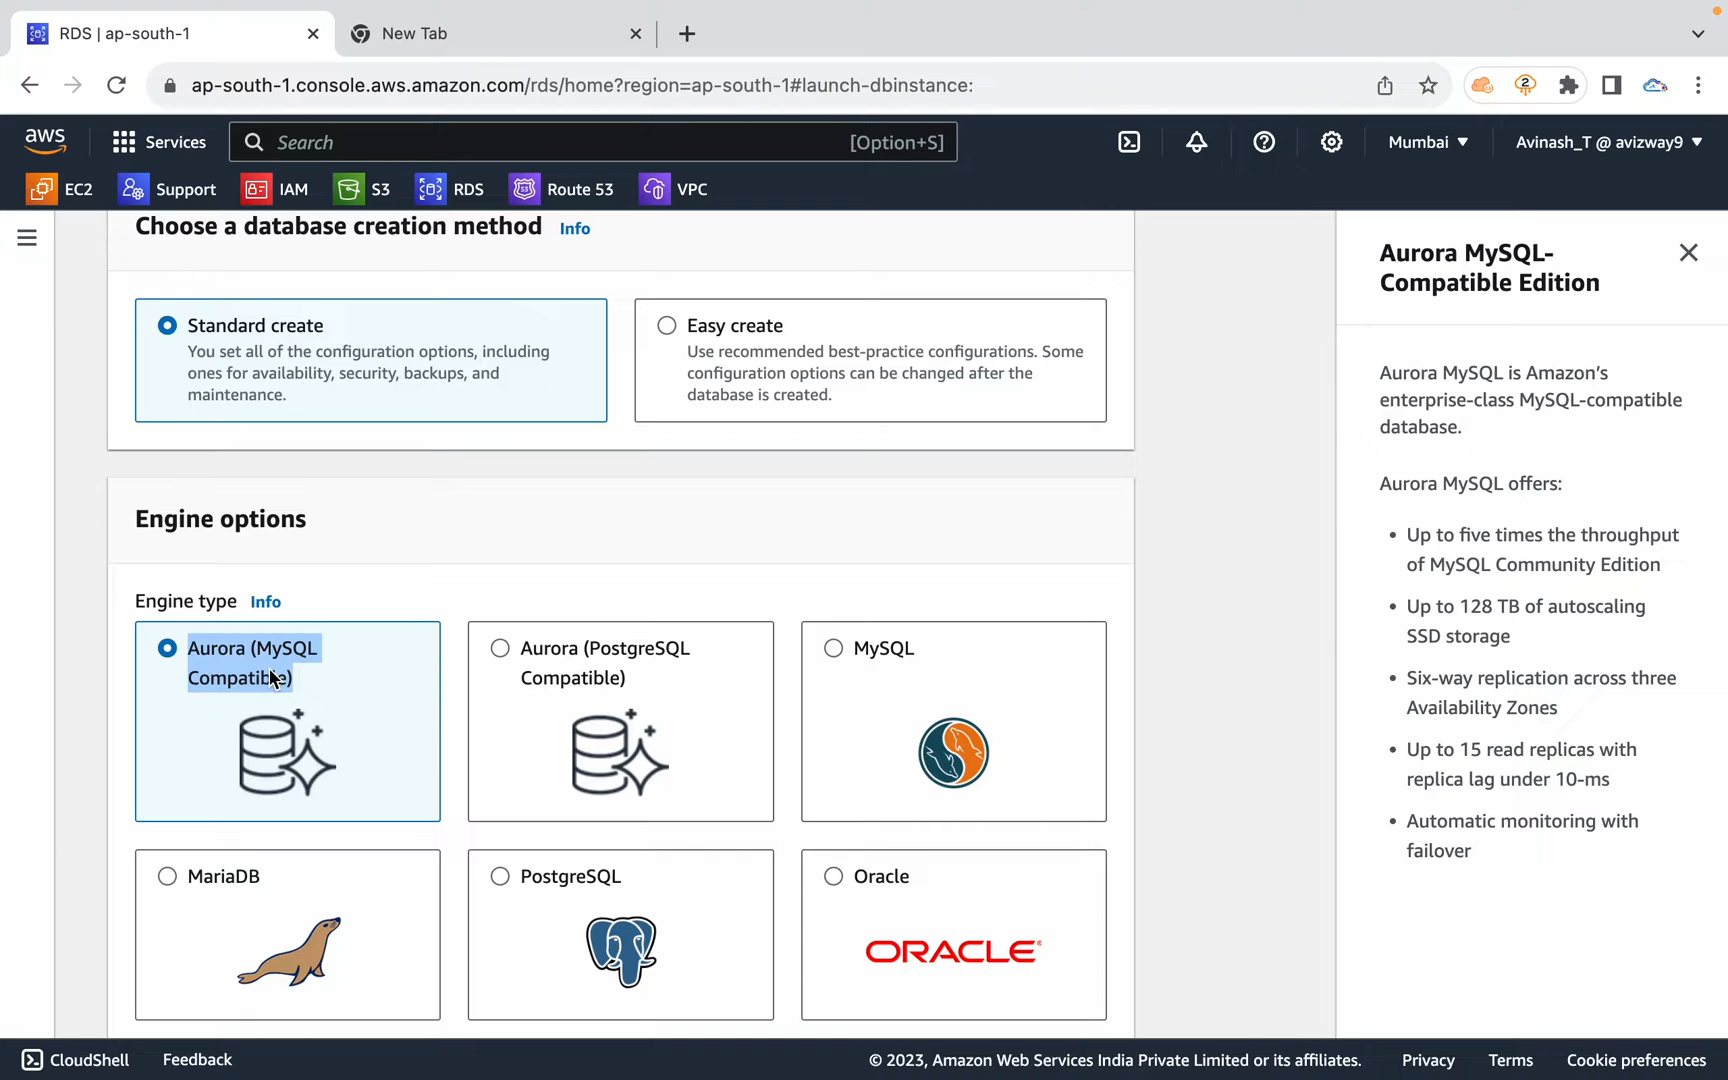 RDS | ap-south-1
New Tab
ap-south-1.console.aws.amazon.com/rds/home?region=ap-south-1#launch-dbinstance:
2
aws
Services
Search
[Option+S]
Mumbai
Avinash_T @ avizway9
EC2
Support
IAM
S3
RDS
Route 53
VPC
Choose a database creation method Info
Standard create
You set all of the configuration options, including
ones for availability, security, backups, and
maintenance.
Easy create
Use recommended best-practice configurations. Some
configuration options can be changed after the
database is created.
Engine options
Engine type Info
Aurora (MySQL
Compatible)
Aurora (PostgreSQL
Compatible)
MySQL
MariaDB
PostgreSQL
Oracle
ORACLE
Aurora MySQL-
Compatible Edition
Aurora MySQL is Amazon’s
enterprise-class MySQL-compatible
database.
Aurora MySQL offers:
• Up to five times the throughput
of MySQL Community Edition
• Up to 128 TB of autoscaling
SSD storage
• Six-way replication across three
Availability Zones
• Up to 15 read replicas with
replica lag under 10-ms
• Automatic monitoring with
failover
CloudShell
Feedback
© 2023, Amazon Web Services India Private Limited or its affiliates.
Privacy
Terms
Cookie preferences